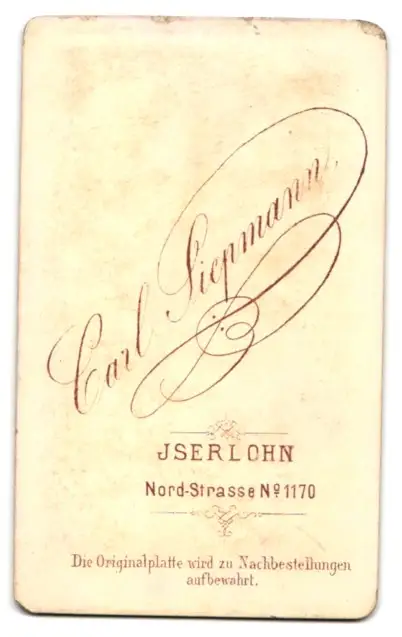 Carl Siepmann,
JSERLOHN
Nord-Strasse Nº 1170
Die Originalplatte wird zu Nachbestellungen
aufbewahrt.